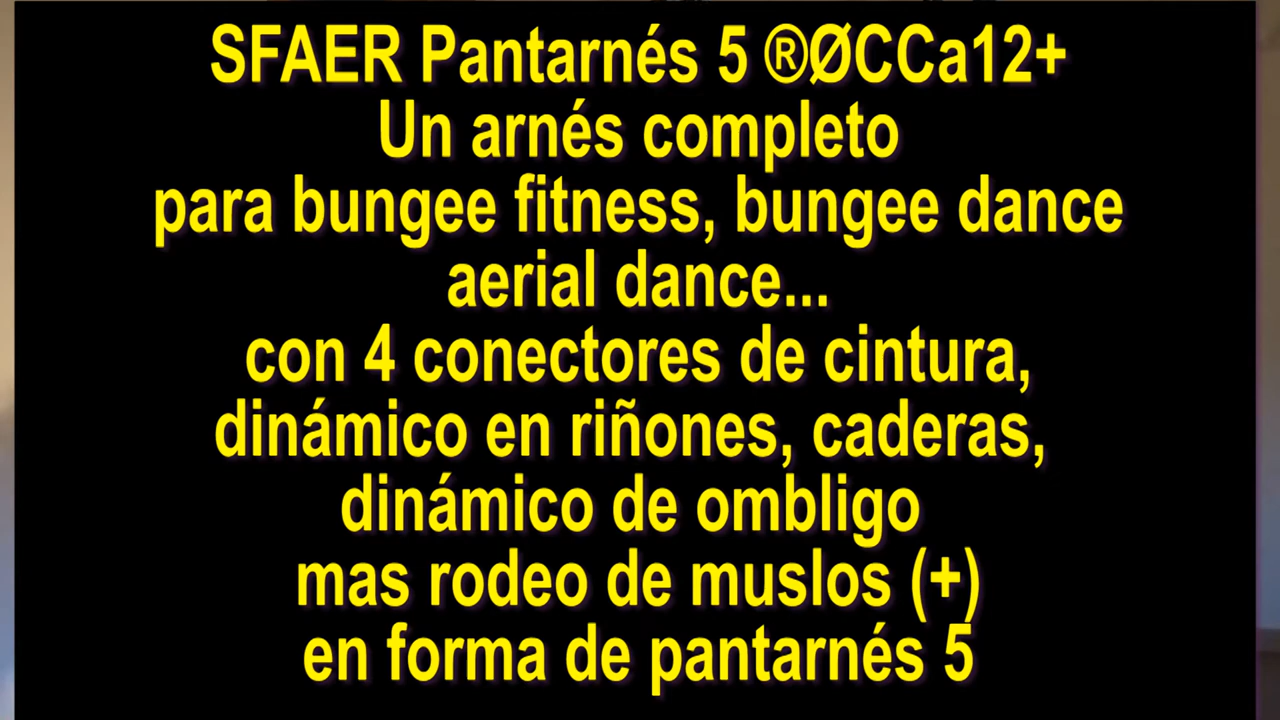 SFAER Pantarnés 5 ®ØCCa12+
Un arnés completo
para bungee fitness, bungee dance
aerial dance...
con 4 conectores de cintura,
dinámico en riñones, caderas,
dinámico de ombligo
mas rodeo de muslos (+)
en forma de pantarnés 5